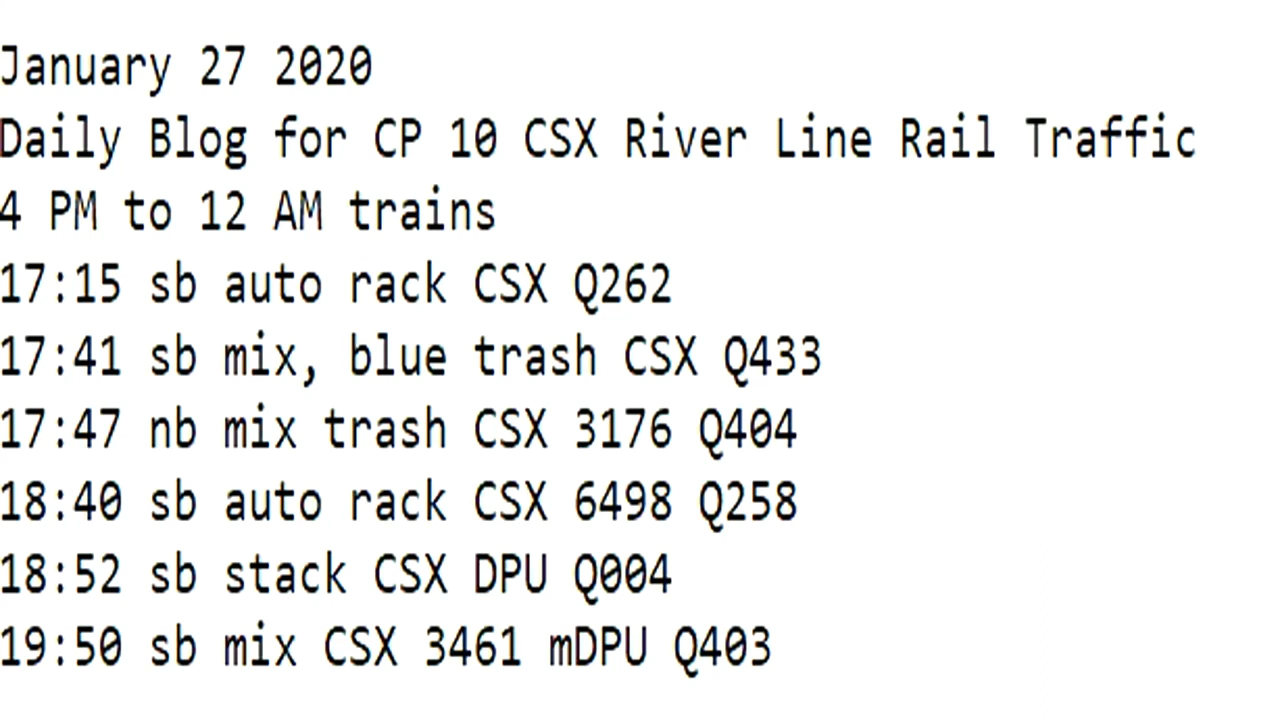 January 27 2020
Daily Blog for CP 10 CSX River Line Rail Traffic
4 PM to 12 AM trains
17:15 sb auto rack CSX Q262
17:41 sb mix, blue trash CSX Q433
17:47 nb mix trash CSX 3176 Q404
18:40 sb auto rack CSX 6498 Q258
18:52 sb stack CSX DPU Q004
19:50 sb mix CSX 3461 mDPU Q403